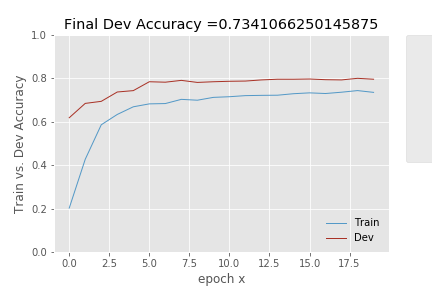 Final Dev Accuracy =0.7341066250145875
1.0
0.8
0.6
0.4
0.2
0.0
Train vs. Dev Accuracy
Train
Dev
0.0 2.5 5.0 7.5 10.0 12.5 15.0 17.5
epoch x